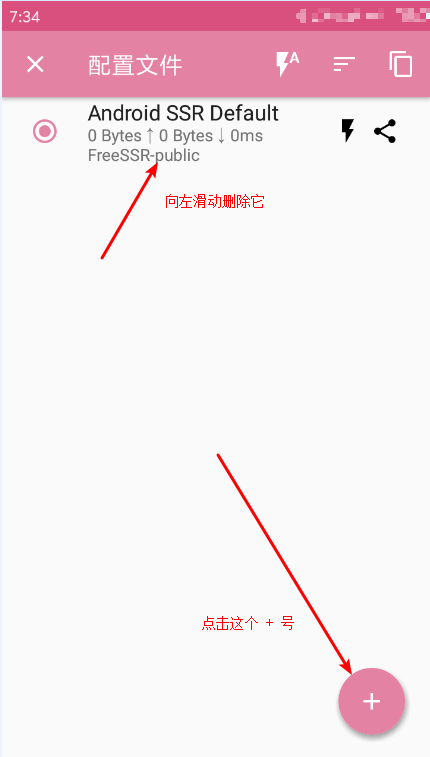 7:34
配置文件
A
Android SSR Default
0 Bytes ↑ 0 Bytes ↓ 0ms
FreeSSR-public
向左滑动删除它
点击这个 + 号